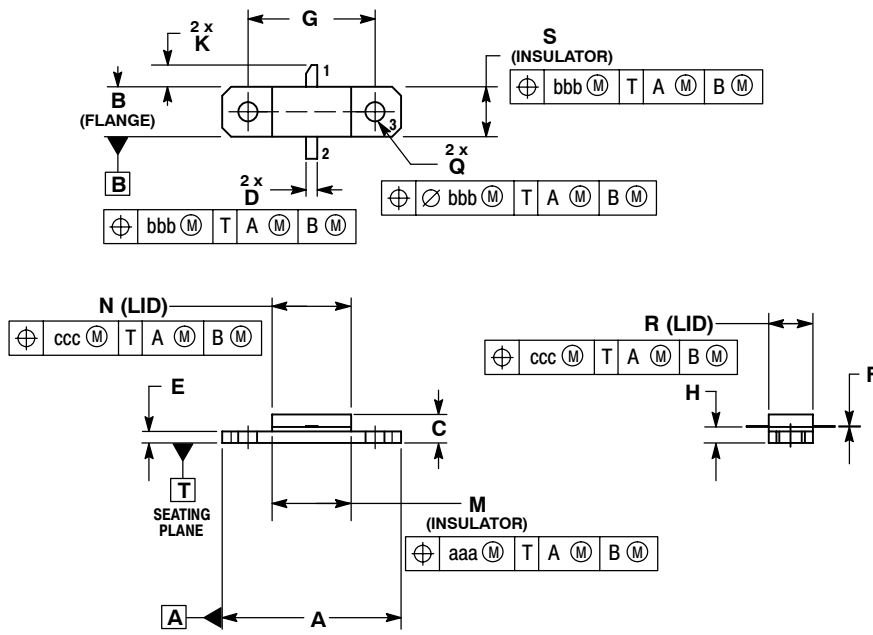 G
2 x
K
1
B
(FLANGE)
3
2
B
2 x
D
⌖ bbb Ⓜ T A Ⓜ B Ⓜ
S
(INSULATOR)
⌖ bbb Ⓜ T A Ⓜ B Ⓜ
2 x
Q
⌖ ∅ bbb Ⓜ T A Ⓜ B Ⓜ
N (LID)
⌖ ccc Ⓜ T A Ⓜ B Ⓜ
E
C
T
SEATING
PLANE
M
(INSULATOR)
⌖ aaa Ⓜ T A Ⓜ B Ⓜ
A
A
R (LID)
⌖ ccc Ⓜ T A Ⓜ B Ⓜ
H
F